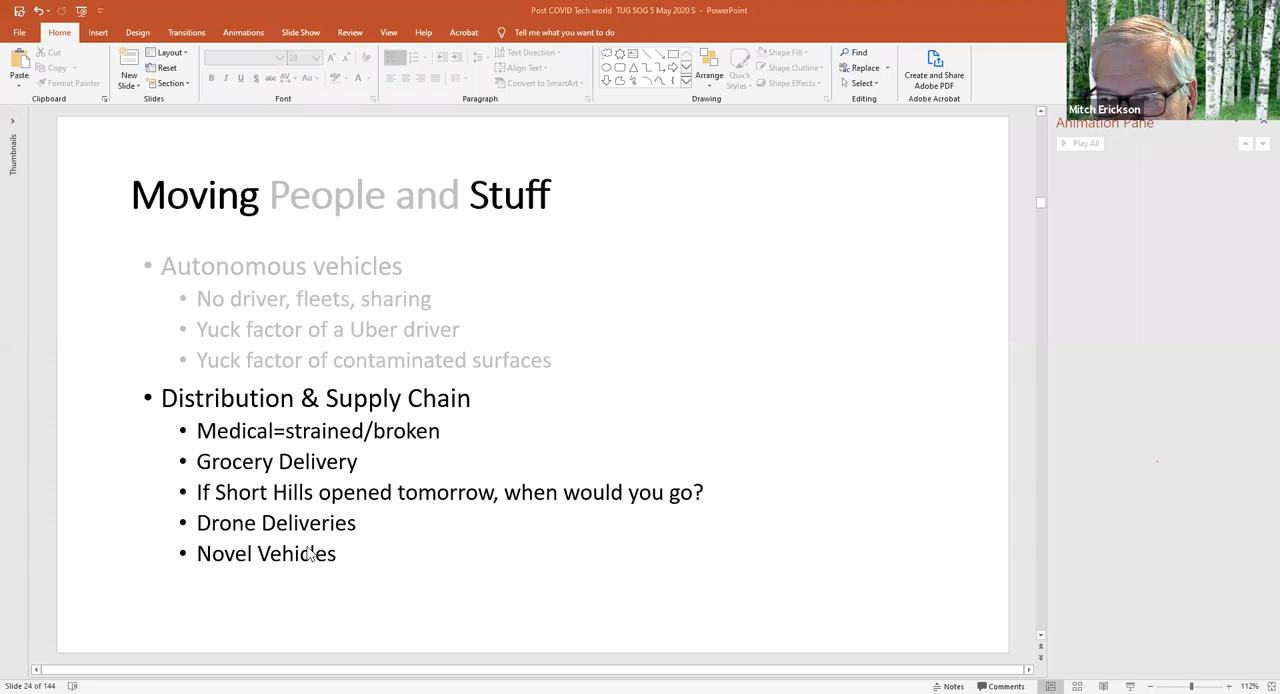 Post COVID Tech world TUG SOG 5 May 2020 S - PowerPoint
File Home Insert Design Transitions Animations Slide Show Review View Help Acrobat Tell me what you want to do
Cut
Copy
Format Painter
Paste
Clipboard
New
Slide
Layout
Reset
Section
Slides
28
Font
Text Direction
Align Text
Convert to SmartArt
Paragraph
Arrange
Quick
Styles
Shape Fill
Shape Outline
Shape Effects
Drawing
Find
Replace
Select
Editing
Create and Share
Adobe PDF
Adobe Acrobat
Mitch Erickson
Animation Pane
Play All
Thumbnails
Moving People and Stuff
• Autonomous vehicles
• No driver, fleets, sharing
• Yuck factor of a Uber driver
• Yuck factor of contaminated surfaces
• Distribution & Supply Chain
• Medical=strained/broken
• Grocery Delivery
• If Short Hills opened tomorrow, when would you go?
• Drone Deliveries
• Novel Vehicles
Slide 24 of 144
Notes
Comments
112%